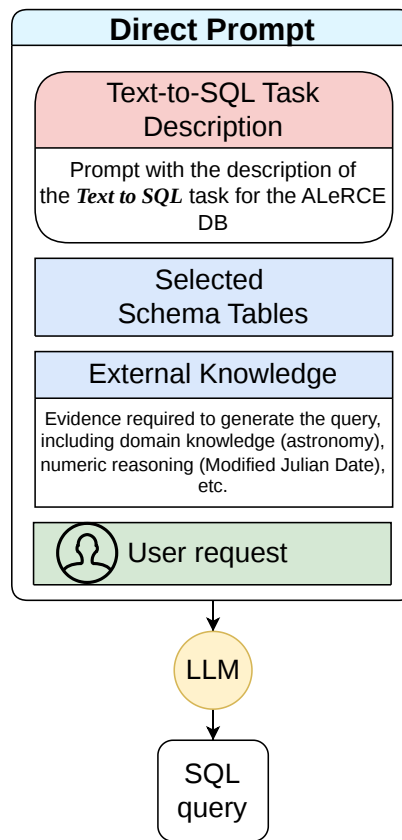 Direct Prompt
Text-to-SQL Task
Description
Prompt with the description of
the Text to SQL task for the ALeRCE
DB
Selected
Schema Tables
External Knowledge
Evidence required to generate the query,
including domain knowledge (astronomy),
numeric reasoning (Modified Julian Date),
etc.
User request
LLM
SQL
query